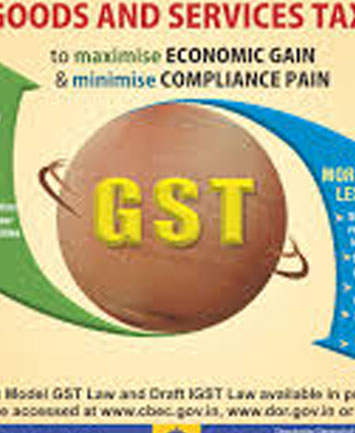 GOODS AND SERVICES TAX
to maximise ECONOMIC GAIN
& minimise COMPLIANCE PAIN
GST
Model GST Law and Draft IGST Law available in
accessed at www.cbec.gov.in, www.dor.gov.in or